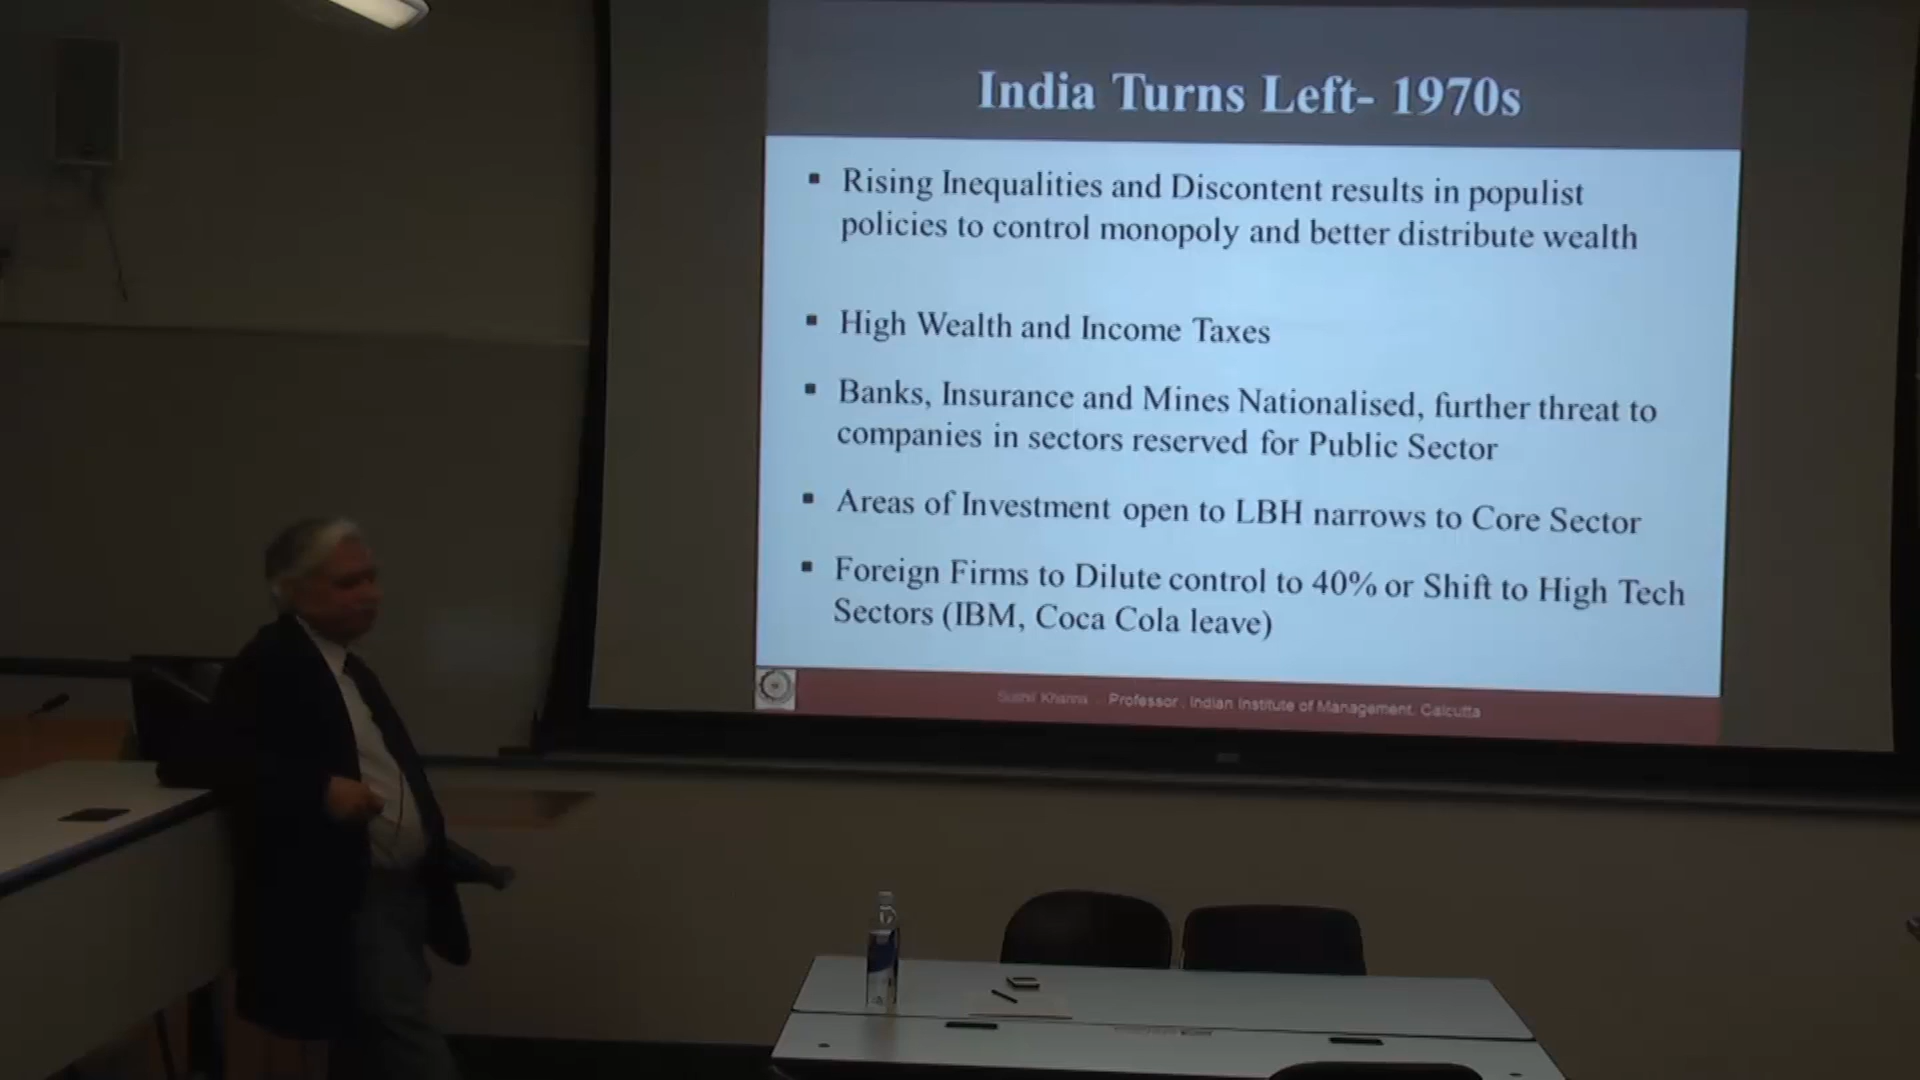 India Turns Left- 1970s
Rising Inequalities and Discontent results in populist
policies to control monopoly and better distribute wealth
High Wealth and Income Taxes
Banks, Insurance and Mines Nationalised, further threat to
companies in sectors reserved for Public Sector
Areas of Investment open to LBH narrows to Core Sector
Foreign Firms to Dilute control to 40% or Shift to High Tech
Sectors (IBM, Coca Cola leave)
Sushil Khanna . Professor . Indian Institute of Management. Calcutta